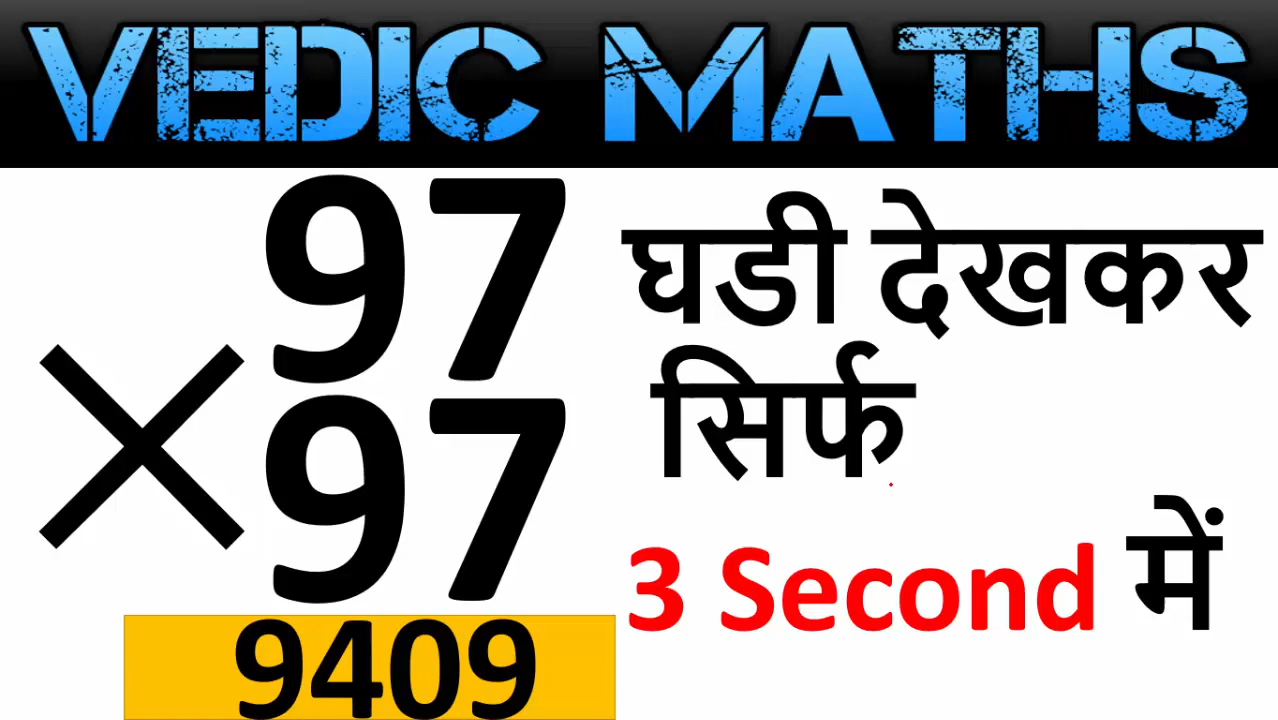 VEDIC MATHS
97
× 97
9409
घडी देखकर
सिर्फ
3 Second में